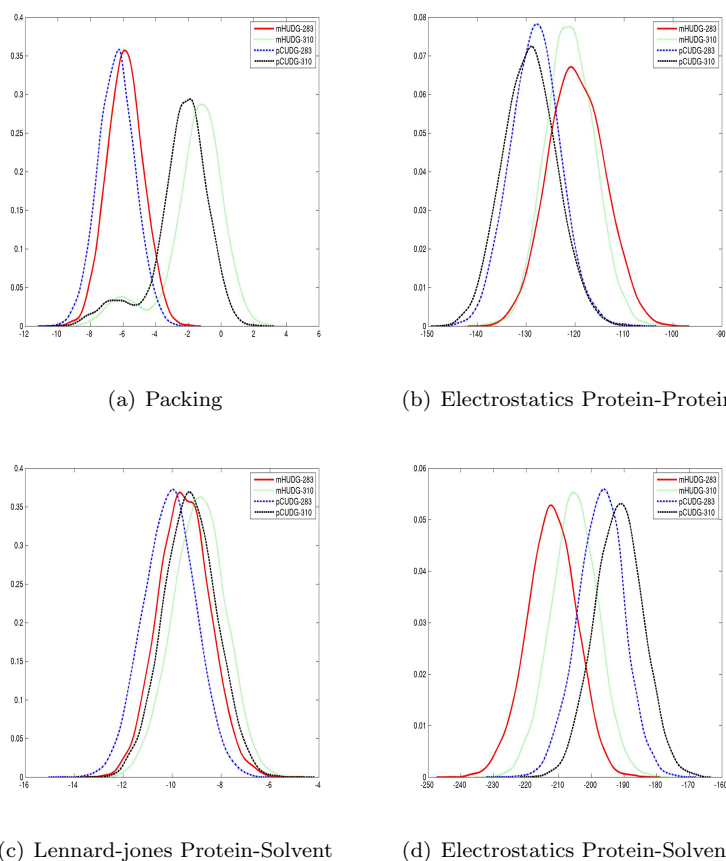 0.4
0.35
0.3
0.25
0.2
0.15
0.1
0.05
0
-12 -10 -8 -6 -4 -2 0 2 4 6
mHUDG-283
mHUDG-310
pCUDG-283
pCUDG-310
(a) Packing
0.08
0.07
0.06
0.05
0.04
0.03
0.02
0.01
0
-150 -140 -130 -120 -110 -100 -90
mHUDG-283
mHUDG-310
pCUDG-283
pCUDG-310
(b) Electrostatics Protein-Protein
0.4
0.35
0.3
0.25
0.2
0.15
0.1
0.05
0
-16 -14 -12 -10 -8 -6 -4
mHUDG-283
mHUDG-310
pCUDG-283
pCUDG-310
(c) Lennard-jones Protein-Solvent
0.06
0.05
0.04
0.03
0.02
0.01
0
-250 -240 -230 -220 -210 -200 -190 -180 -170 -160
mHUDG-283
mHUDG-310
pCUDG-283
pCUDG-310
(d) Electrostatics Protein-Solven